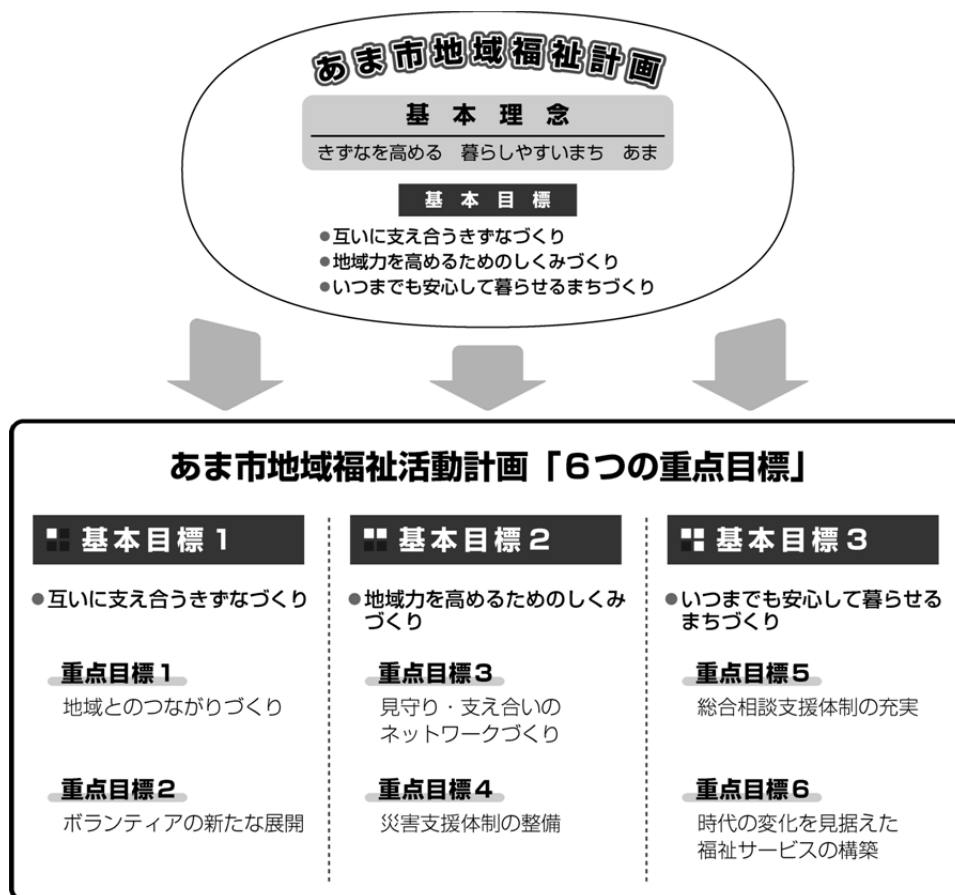 あま市地域福祉計画
基本理念
きずなを高める　暮らしやすいまち　あま
基本目標
●互いに支え合うきずなづくり
●地域力を高めるためのしくみづくり
●いつまでも安心して暮らせるまちづくり
あま市地域福祉活動計画「6つの重点目標」
基本目標1
●互いに支え合うきずなづくり
重点目標1
地域とのつながりづくり
重点目標2
ボランティアの新たな展開
基本目標2
●地域力を高めるためのしくみ
づくり
重点目標3
見守り・支え合いの
ネットワークづくり
重点目標4
災害支援体制の整備
基本目標3
●いつまでも安心して暮らせる
まちづくり
重点目標5
総合相談支援体制の充実
重点目標6
時代の変化を見据えた
福祉サービスの構築